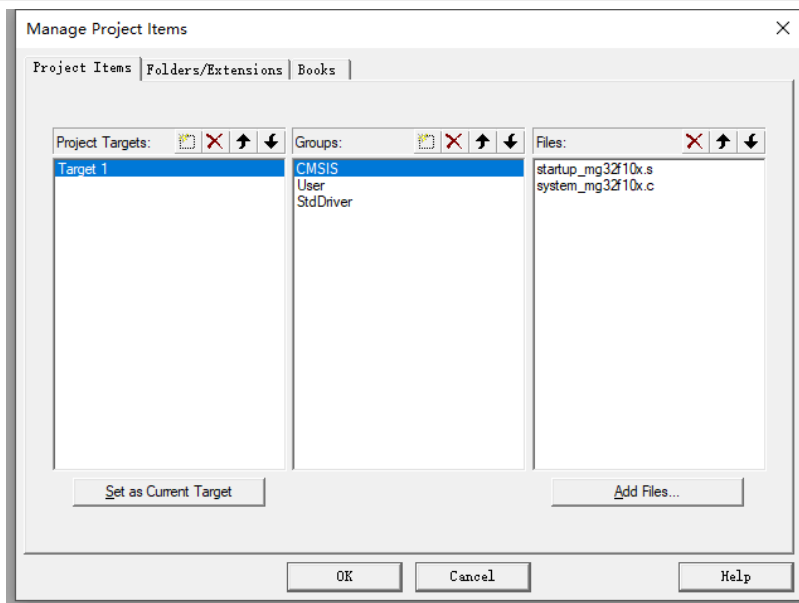 Manage Project Items
Project Items Folders/Extensions Books
Project Targets: Groups: Files:
Target 1 CMSIS startup_mg32f10x.s
User system_mg32f10x.c
StdDriver
Set as Current Target Add Files...
OK Cancel Help